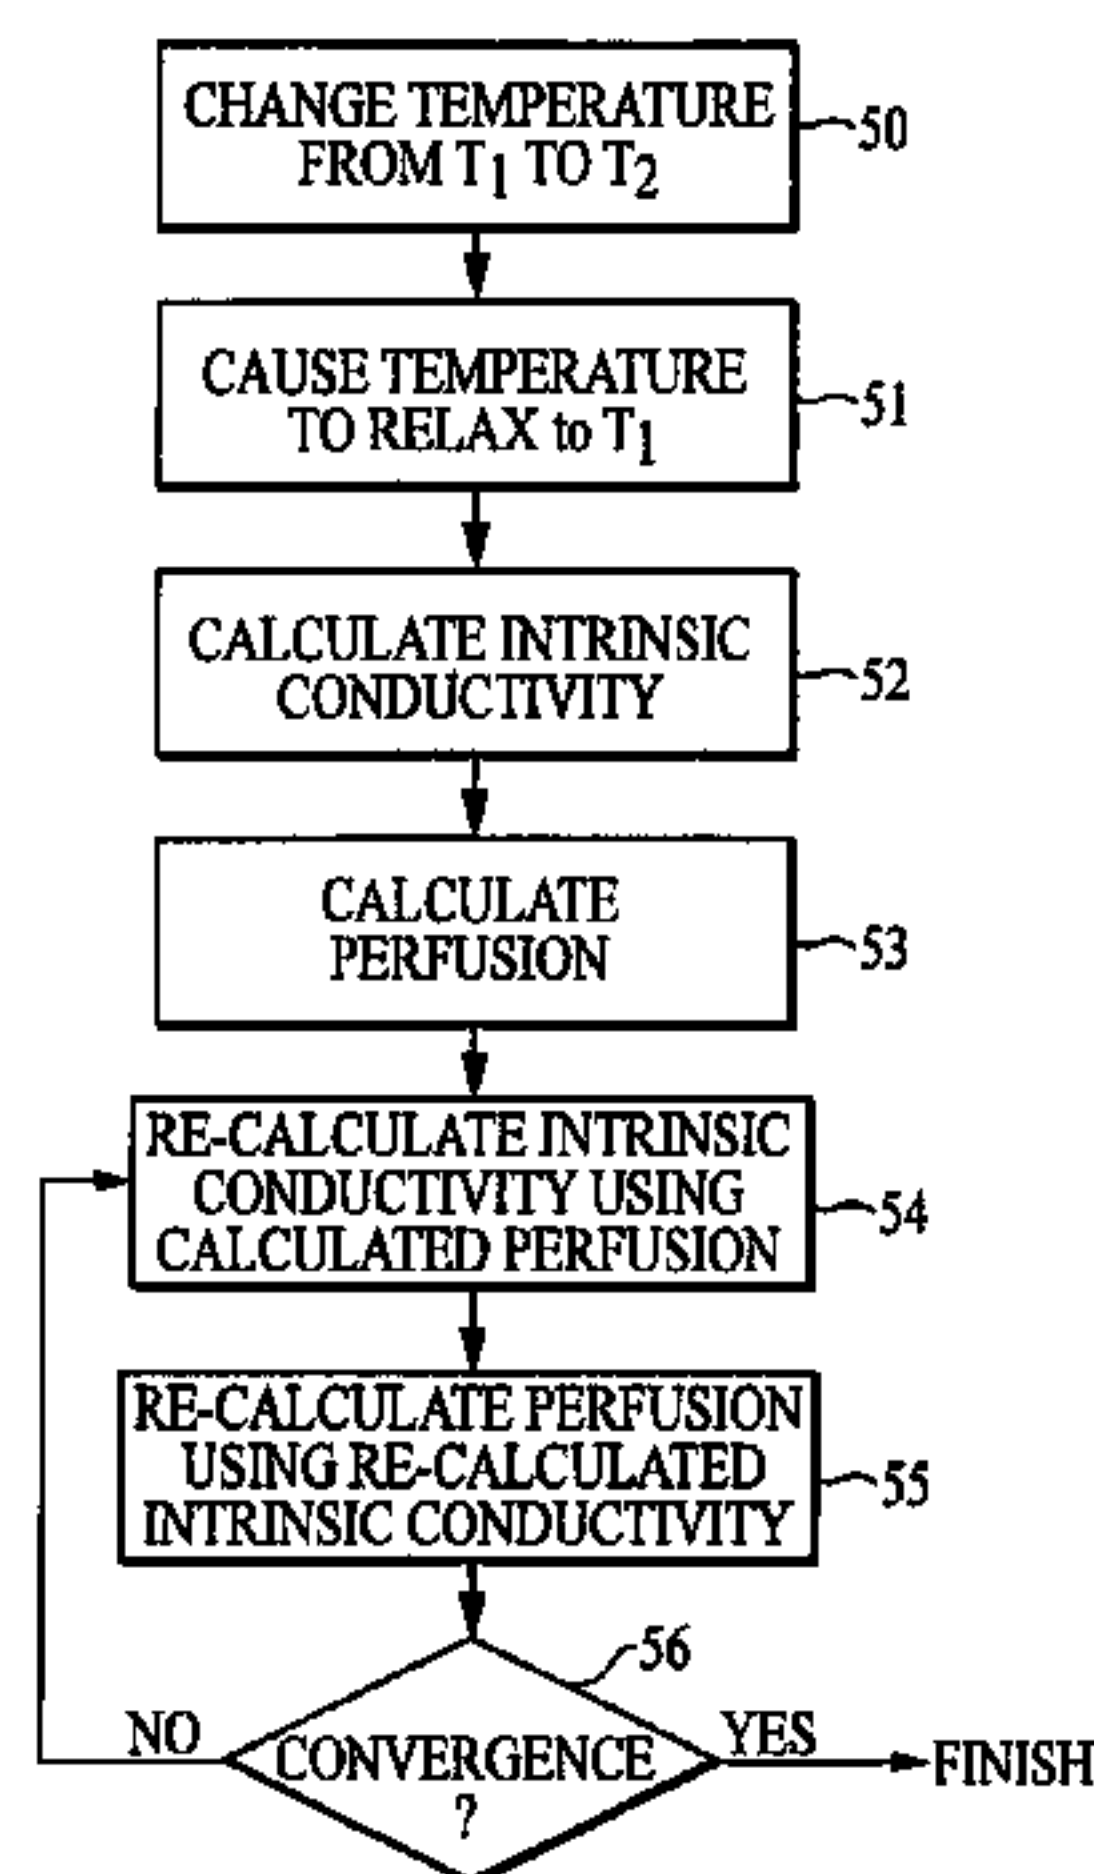 CHANGE TEMPERATURE
FROM T1 TO T2
50
CAUSE TEMPERATURE
TO RELAX to T1
51
CALCULATE INTRINSIC
CONDUCTIVITY
52
CALCULATE
PERFUSION
53
RE-CALCULATE INTRINSIC
CONDUCTIVITY USING
CALCULATED PERFUSION
54
RE-CALCULATE PERFUSION
USING RE-CALCULATED
INTRINSIC CONDUCTIVITY
55
56
NO
CONVERGENCE
?
YES
FINISH